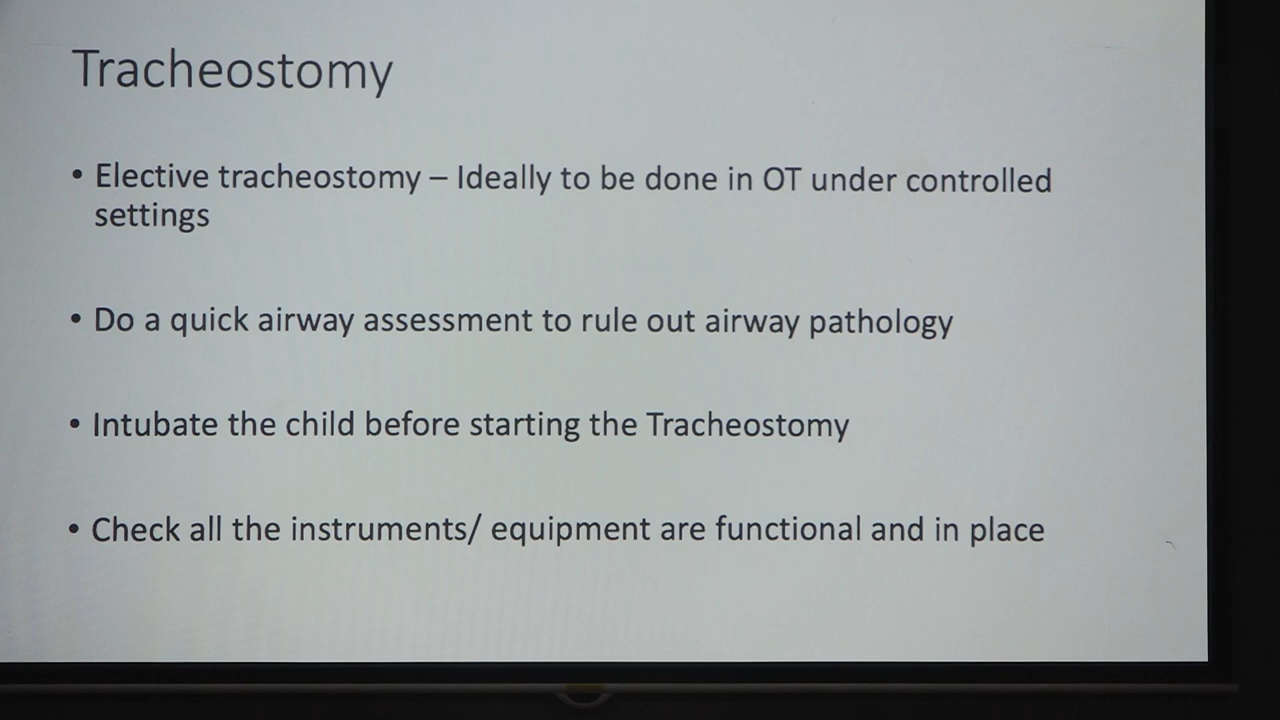 Tracheostomy
• Elective tracheostomy – Ideally to be done in OT under controlled
settings
• Do a quick airway assessment to rule out airway pathology
• Intubate the child before starting the Tracheostomy
• Check all the instruments/ equipment are functional and in place